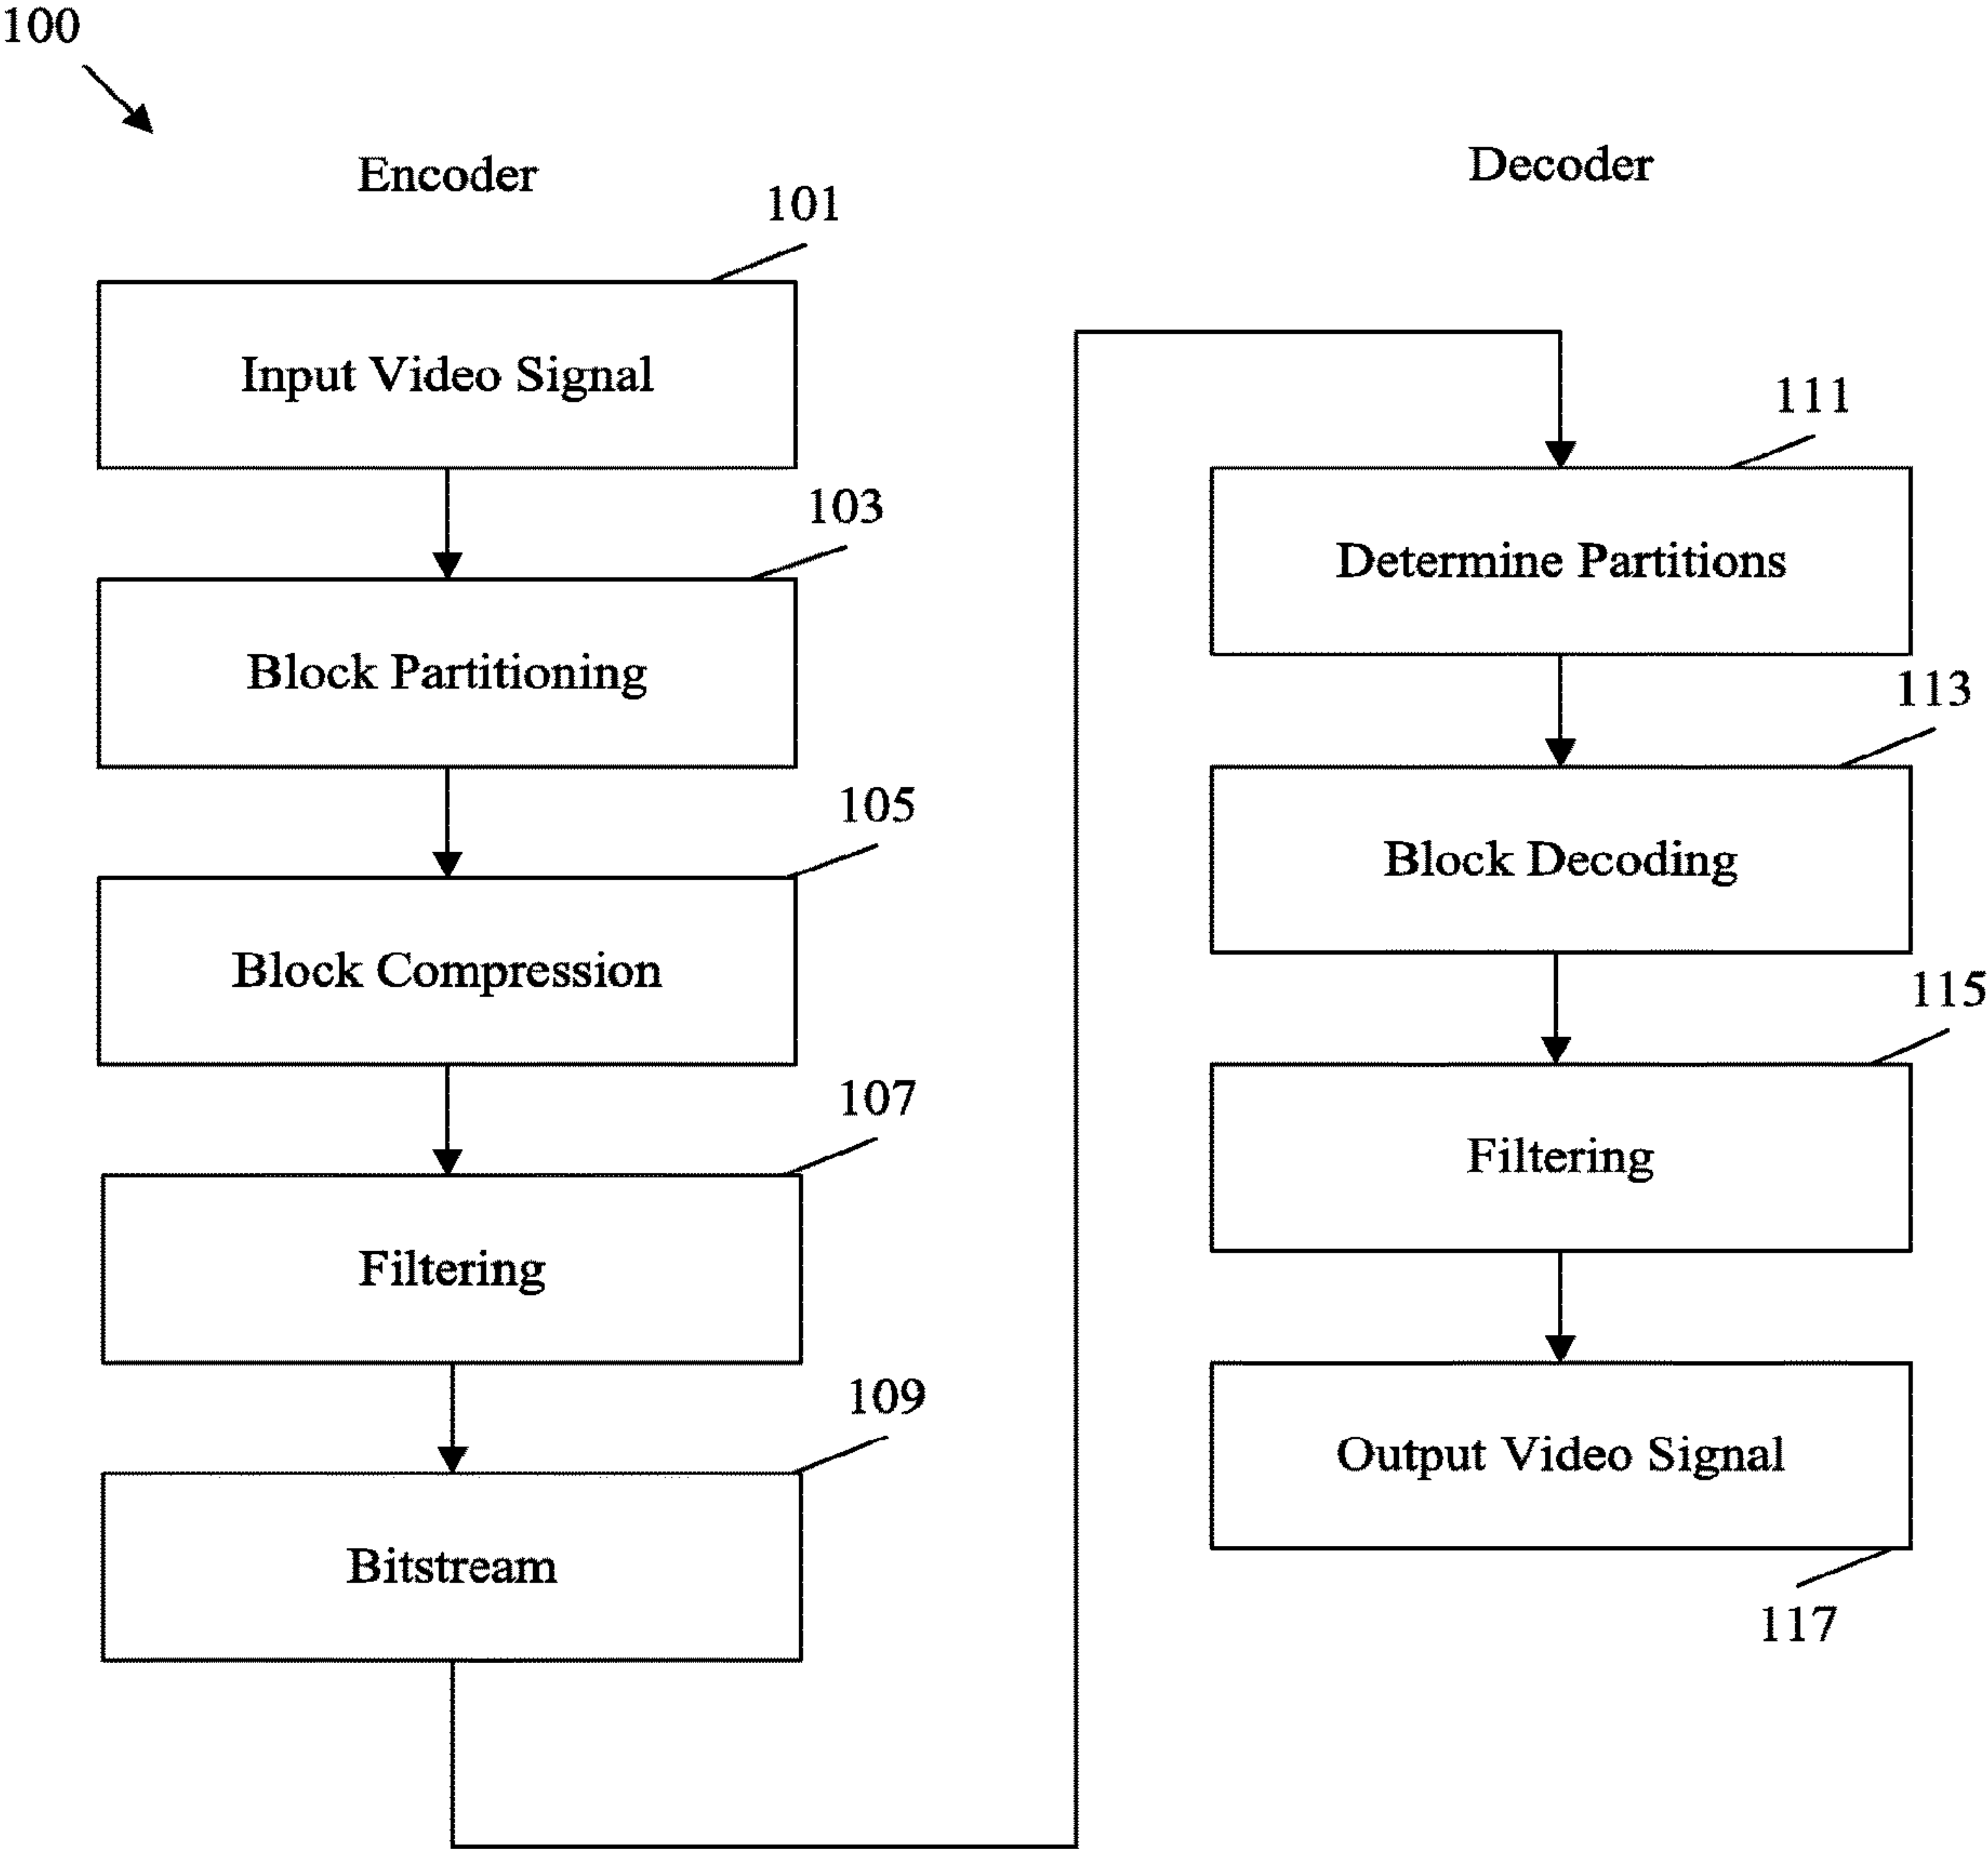 100
Encoder
101
Input Video Signal
103
Block Partitioning
105
Block Compression
107
Filtering
109
Bitstream
Decoder
111
Determine Partitions
113
Block Decoding
115
Filtering
Output Video Signal
117